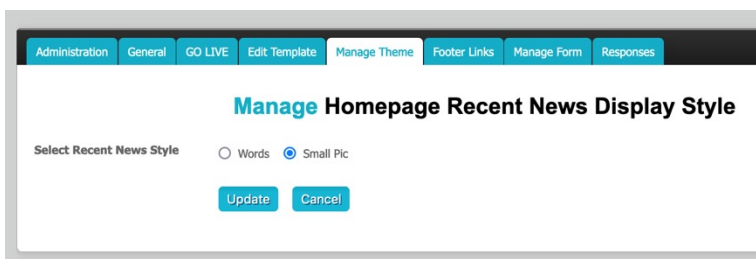 Administration General GO LIVE Edit Template Manage Theme Footer Links Manage Form Responses
Manage Homepage Recent News Display Style
Select Recent News Style Words Small Pic
Update Cancel